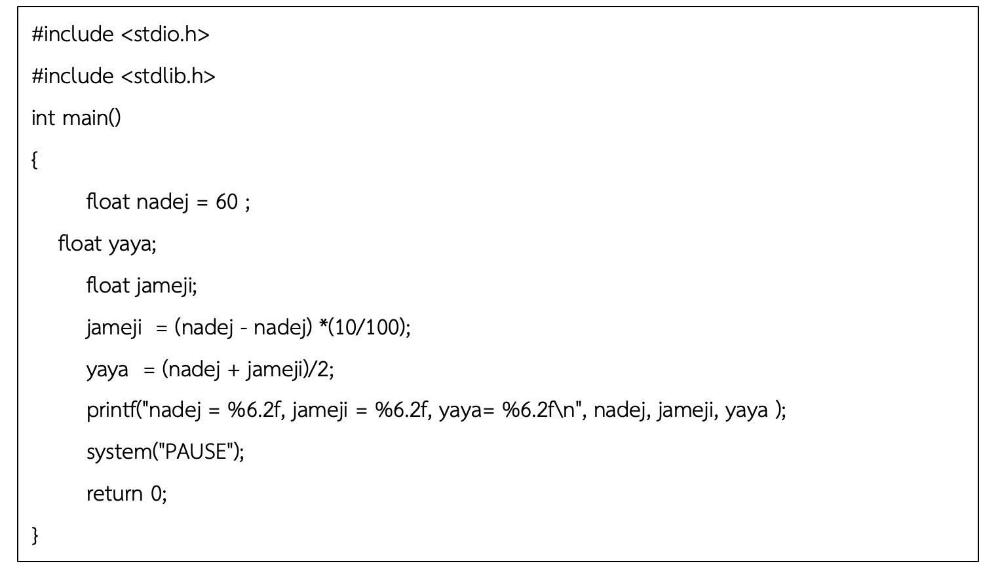 #include <stdio.h>
#include <stdlib.h>
int main()
{
float nadej = 60 ;
float yaya;
float jameji;
jameji  = (nadej - nadej) *(10/100);
yaya  = (nadej + jameji)/2;
printf("nadej = %6.2f, jameji = %6.2f, yaya= %6.2f\n", nadej, jameji, yaya );
system("PAUSE");
return 0;
}